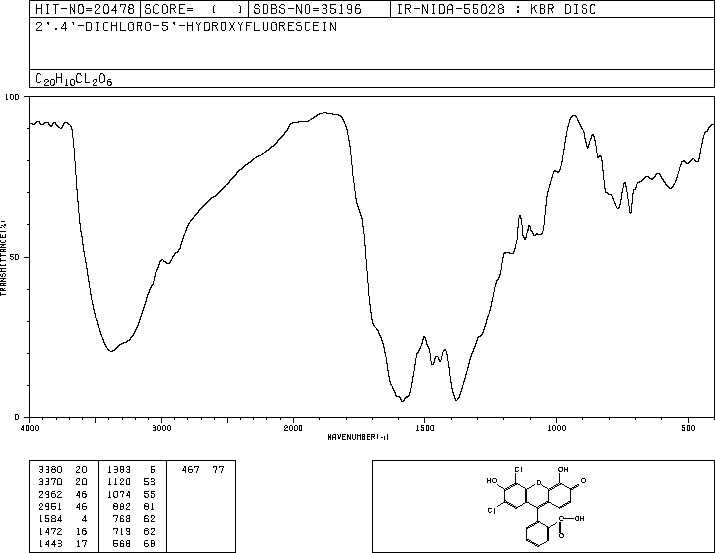 HIT-NO=20478 SCORE= ( ) SDBS-NO=35196 IR-NIDA-55028 : KBR DISC
2',4'-DICHLORO-5'-HYDROXYFLUORESCEIN
C20H10CL2O6
100
50
0
TRANSMITTANCE(%)
4000 3000 2000 1500 1000 500
WAVENUMBER(-1)
3380 20 1383 6 467 77
3370 20 1120 53
2962 46 1074 55
2951 46 882 81
1584 4 768 62
1472 16 719 62
1443 17 568 68
Cl OH
HO O O
Cl
C-OH
O